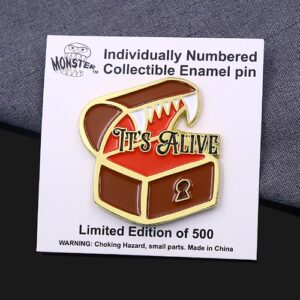 MONSTER™
Individually Numbered
Collectible Enamel pin
IT'S ALIVE
Limited Edition of 500
WARNING: Choking Hazard, small parts. Made in China